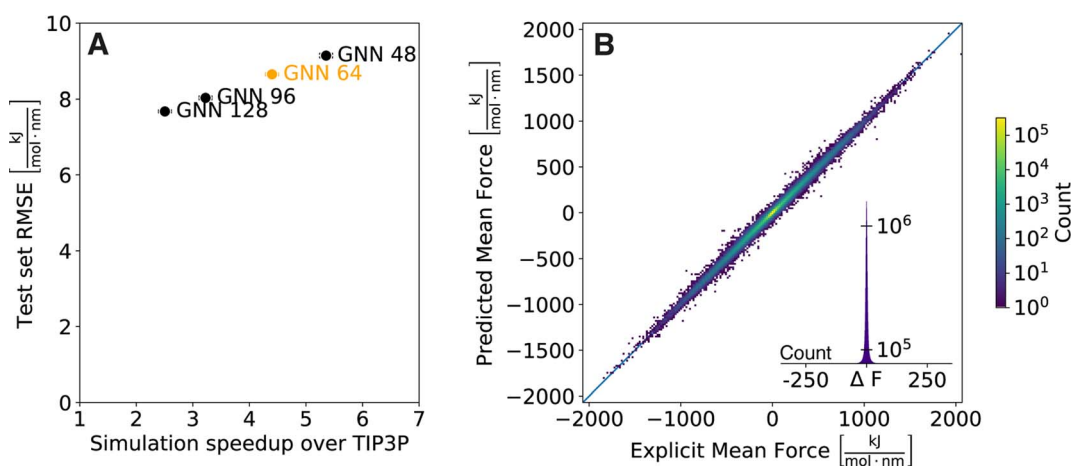 A
10
8
6
4
2
0
Test set RMSE [kJ/mol·nm]
GNN 48
GNN 64
GNN 96
GNN 128
1 2 3 4 5 6 7
Simulation speedup over TIP3P
B
2000
1500
1000
500
0
−500
−1000
−1500
−2000
Predicted Mean Force [kJ/mol·nm]
−2000 −1000 0 1000 2000
Explicit Mean Force [kJ/mol·nm]
10⁶
10⁵
Count
-250 Δ F 250
10⁵
10⁴
10³
10²
10¹
10⁰
Count